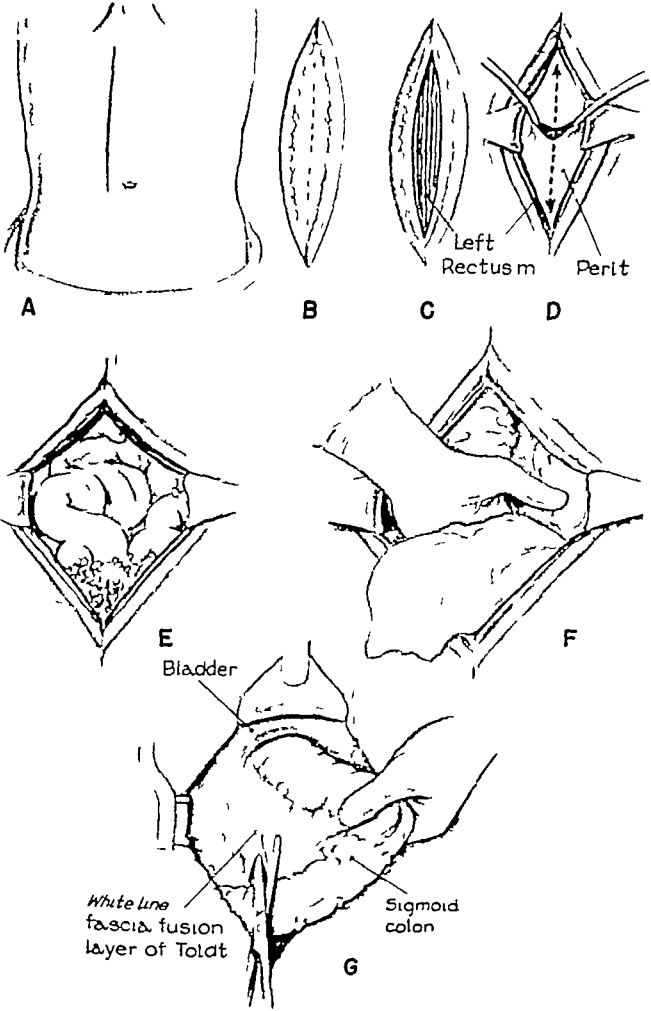 A
B
C
Left
Rectus m
Perit
D
E
F
Bladder
White line
fascia fusion
layer of Toldt
Sigmoid
colon
G